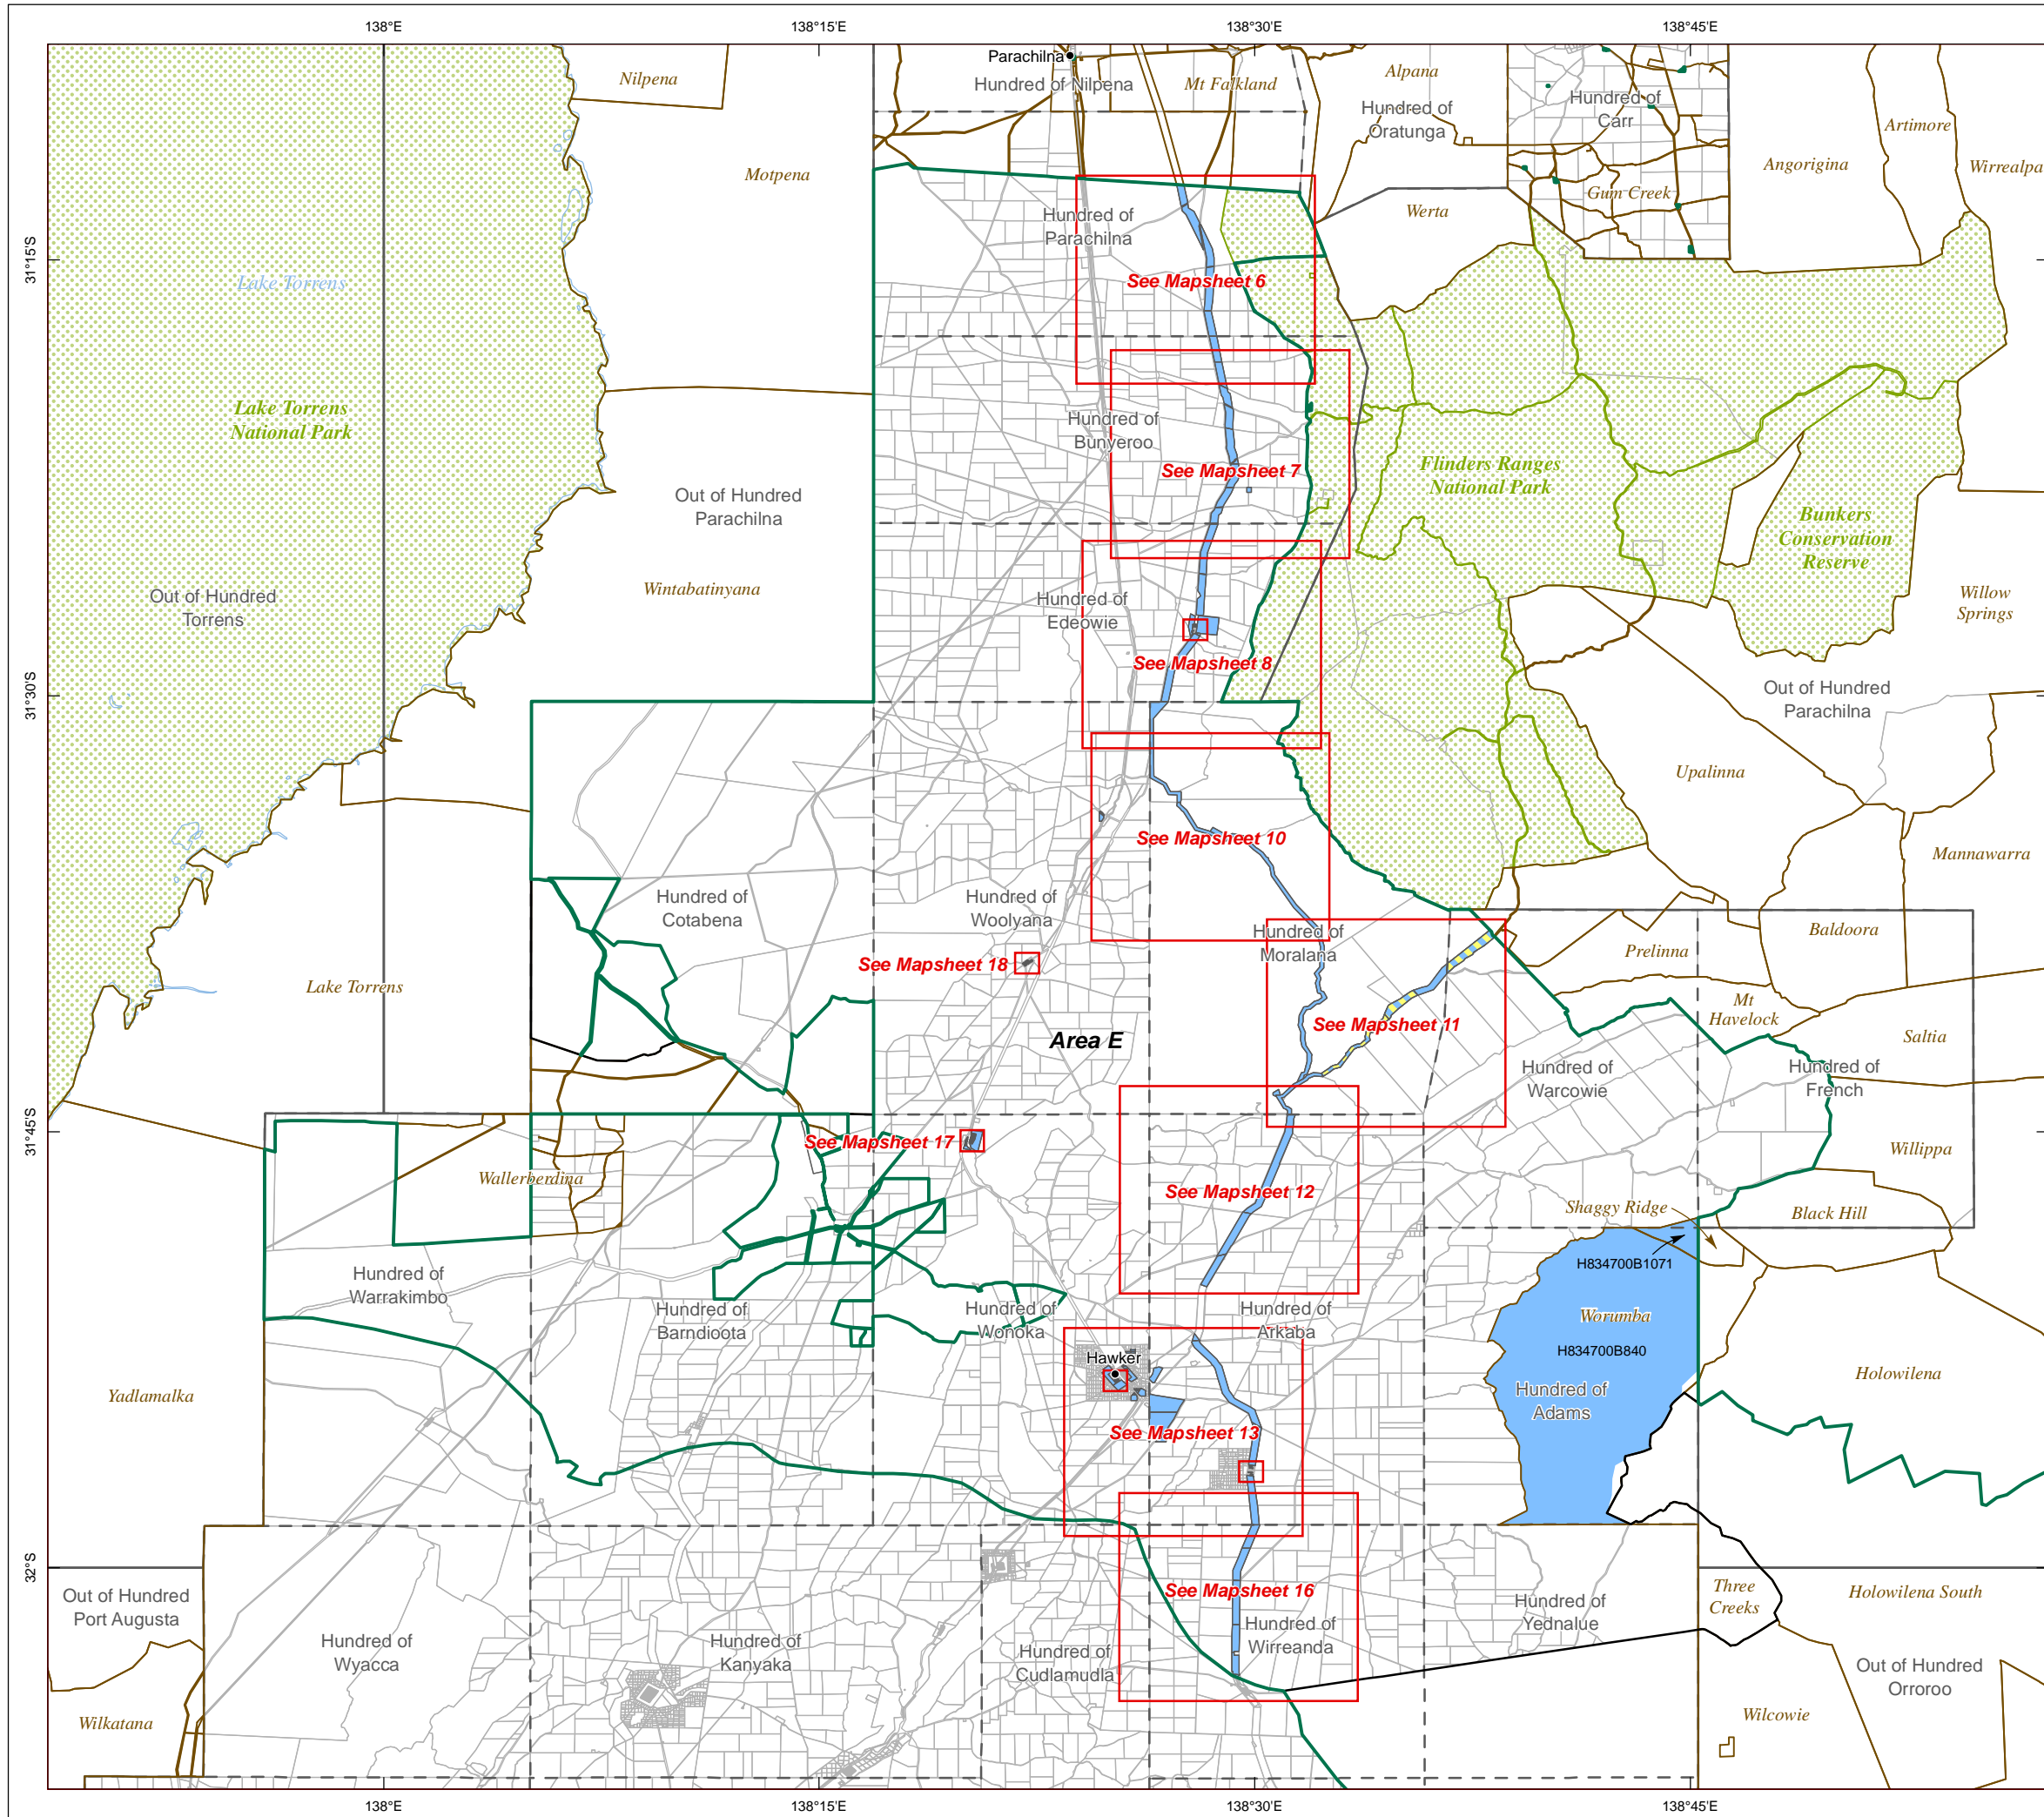 138°E
138°15'E
138°30'E
138°45'E
Parachilna
Hundred of Nilpena
Nilpena
Mt Falkland
Alpana
Hundred of
Oratunga
Hundred of
Carr
Artimore
Motpena
Angorigina
Wirrealpa
Gum Creek
Werta
Hundred of
Parachilna
31°15'S
Lake Torrens
See Mapsheet 6
Lake Torrens
National Park
Hundred of
Bunyeroo
See Mapsheet 7
Flinders Ranges
National Park
Out of Hundred
Parachilna
Bunkers
Conservation
Reserve
Wintabatinyana
Out of Hundred
Torrens
Hundred of
Edeowie
Willow
Springs
See Mapsheet 8
31°30'S
Out of Hundred
Parachilna
Upalinna
See Mapsheet 10
Mannawarra
Hundred of
Cotabena
Hundred of
Woolyana
Hundred of
Moralana
Baldoora
Prelinna
See Mapsheet 18
Lake Torrens
Mt
Havelock
See Mapsheet 11
Area E
Saltia
Hundred of
Warcowie
Hundred of
French
31°45'S
See Mapsheet 17
Willippa
Wallerberdina
See Mapsheet 12
Shaggy Ridge
Black Hill
H834700B1071
Hundred of
Warrakimbo
Hundred of
Barndioota
Hundred of
Wonoka
Hundred of
Arkaba
Worumba
H834700B840
Hawker
Hundred of
Adams
Holowilena
Yadlamalka
See Mapsheet 13
32°S
Out of Hundred
Port Augusta
See Mapsheet 16
Three
Creeks
Holowilena South
Hundred of
Yednalue
Hundred of
Wyacca
Hundred of
Kanyaka
Hundred of
Cudlamudla
Hundred of
Wirreanda
Out of Hundred
Orroroo
Wilkatana
Wilcowie
138°E
138°15'E
138°30'E
138°45'E